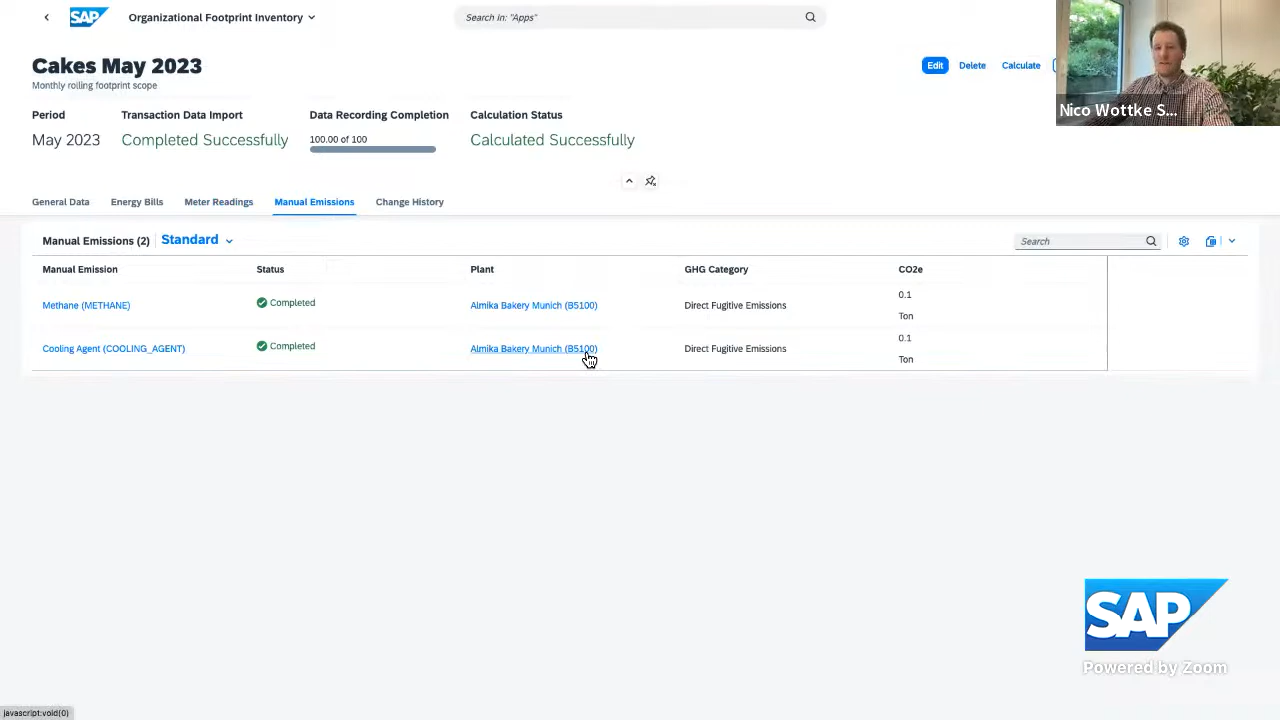 SAP
Organizational Footprint Inventory
Search In: "Apps"
Cakes May 2023
Monthly rolling footprint scope
Edit
Delete
Calculate
Nico Wottke S...
Period
Transaction Data Import
Data Recording Completion
Calculation Status
May 2023
Completed Successfully
100.00 of 100
Calculated Successfully
General Data
Energy Bills
Meter Readings
Manual Emissions
Change History
Manual Emissions (2)
Standard
Search
Manual Emission
Status
Plant
GHG Category
CO2e
Methane (METHANE)
Completed
Almika Bakery Munich (B5100)
Direct Fugitive Emissions
0.1
Ton
Cooling Agent (COOLING_AGENT)
Completed
Almika Bakery Munich (B5100)
Direct Fugitive Emissions
0.1
Ton
SAP
Powered by Zoom
javascript:void(0)